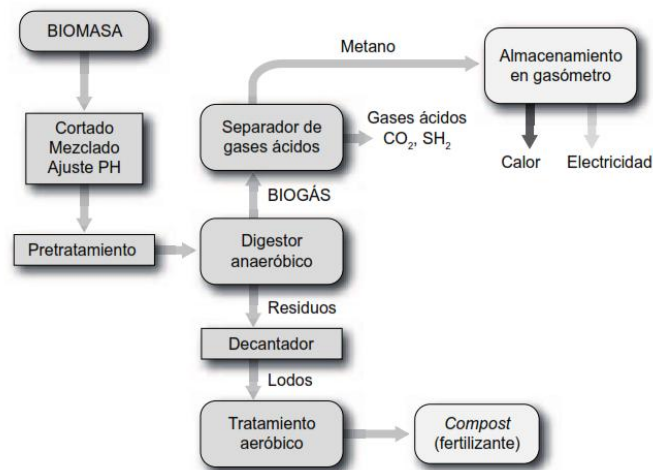 BIOMASA
Cortado
Mezclado
Ajuste PH
Pretratamiento
Metano
Almacenamiento
en gasómetro
Calor
Electricidad
Separador de
gases ácidos
Gases ácidos
CO₂, SH₂
BIOGÁS
Digestor
anaeróbico
Residuos
Decantador
Lodos
Tratamiento
aeróbico
Compost
(fertilizante)